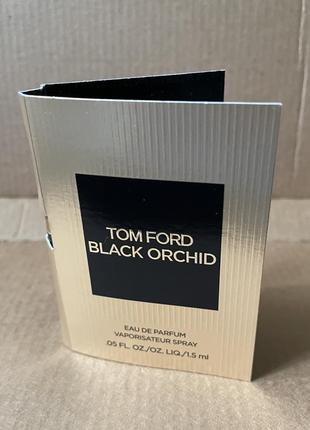 TOM FORD
BLACK ORCHID
EAU DE PARFUM
VAPORISATEUR SPRAY
.05 FL. OZ./OZ. LIQ./1.5 ml